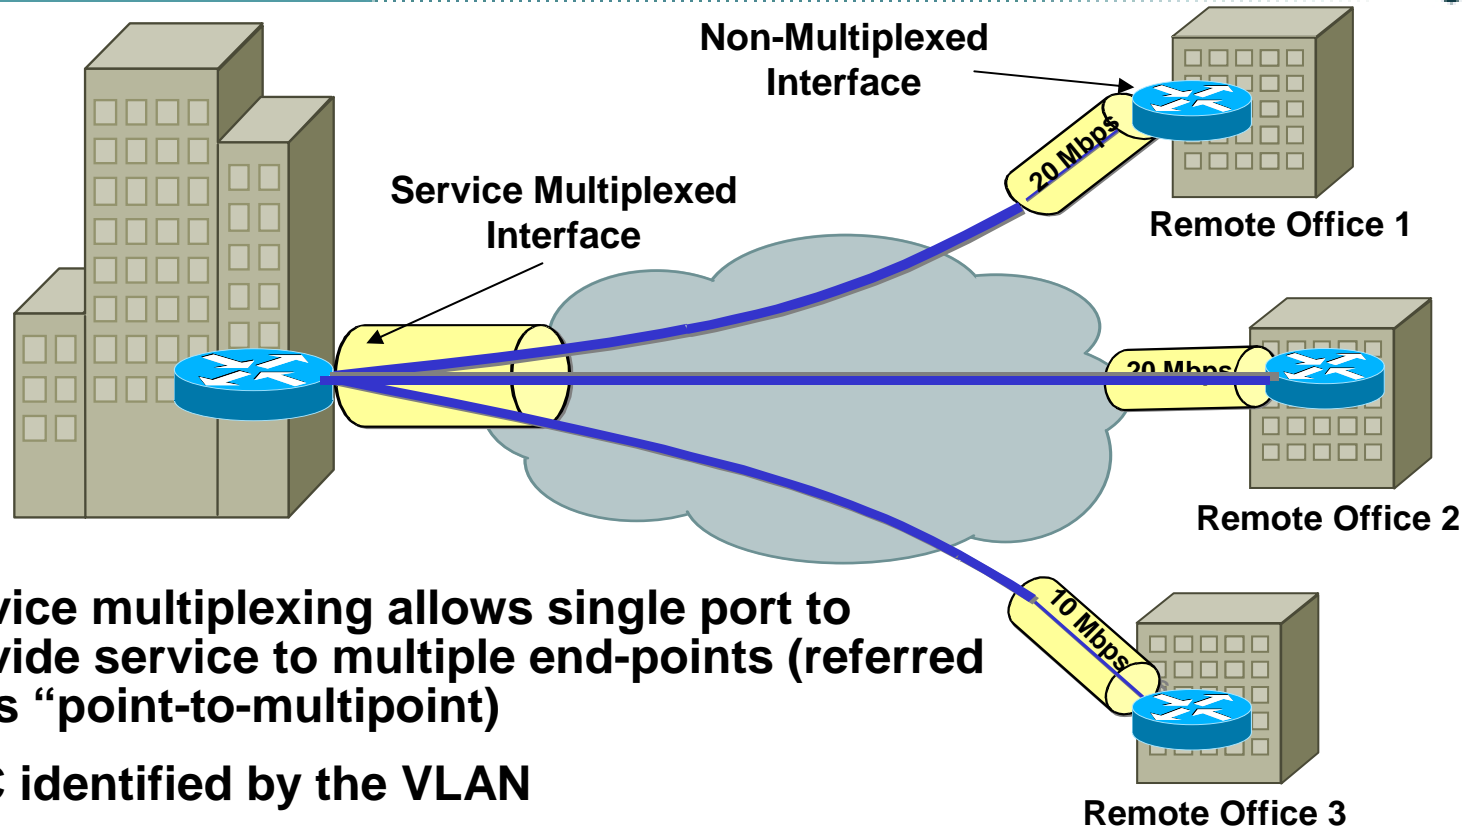 Non-Multiplexed
Interface
20 Mbps
Remote Office 1
Service Multiplexed
Interface
20 Mbps
Remote Office 2
vice multiplexing allows single port to
vide service to multiple end-points (referred
s “point-to-multipoint)
10 Mbps
C identified by the VLAN
Remote Office 3